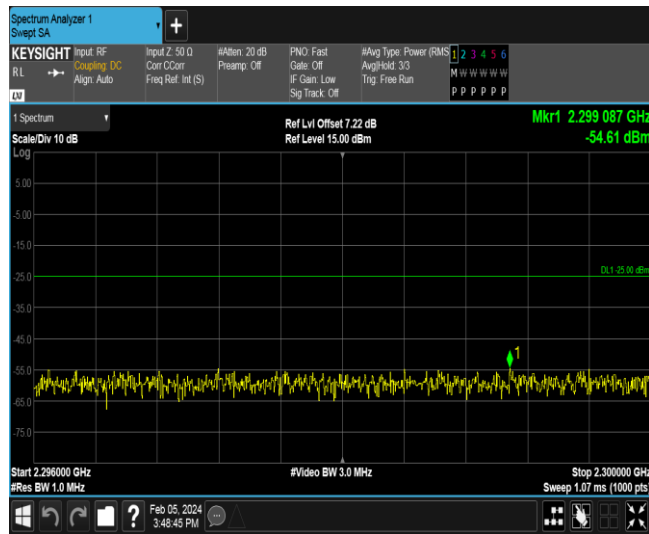 Spectrum Analyzer 1
Swept SA
+
KEYSIGHT
RL
LXI
Input: RF
Coupling: DC
Align: Auto
Input Z: 50 Ω
Corr CCorr
Freq Ref: Int (S)
#Atten: 20 dB
Preamp: Off
PNO: Fast
Gate: Off
IF Gain: Low
Sig Track: Off
#Avg Type: Power (RMS
Avg|Hold: 3/3
Trig: Free Run
1 2 3 4 5 6
M W W W W W
P P P P P P
1 Spectrum
Scale/Div 10 dB
Log
Ref Lvl Offset 7.22 dB
Ref Level 15.00 dBm
Mkr1 2.299 087 GHz
-54.61 dBm
5.00
-5.00
-15.0
-25.0
-35.0
-45.0
-55.0
-65.0
-75.0
DL1 -25.00 dBm
1
Start 2.296000 GHz
#Res BW 1.0 MHz
#Video BW 3.0 MHz
Stop 2.300000 GHz
Sweep 1.07 ms (1000 pts)
?
Feb 05, 2024
3:48:45 PM